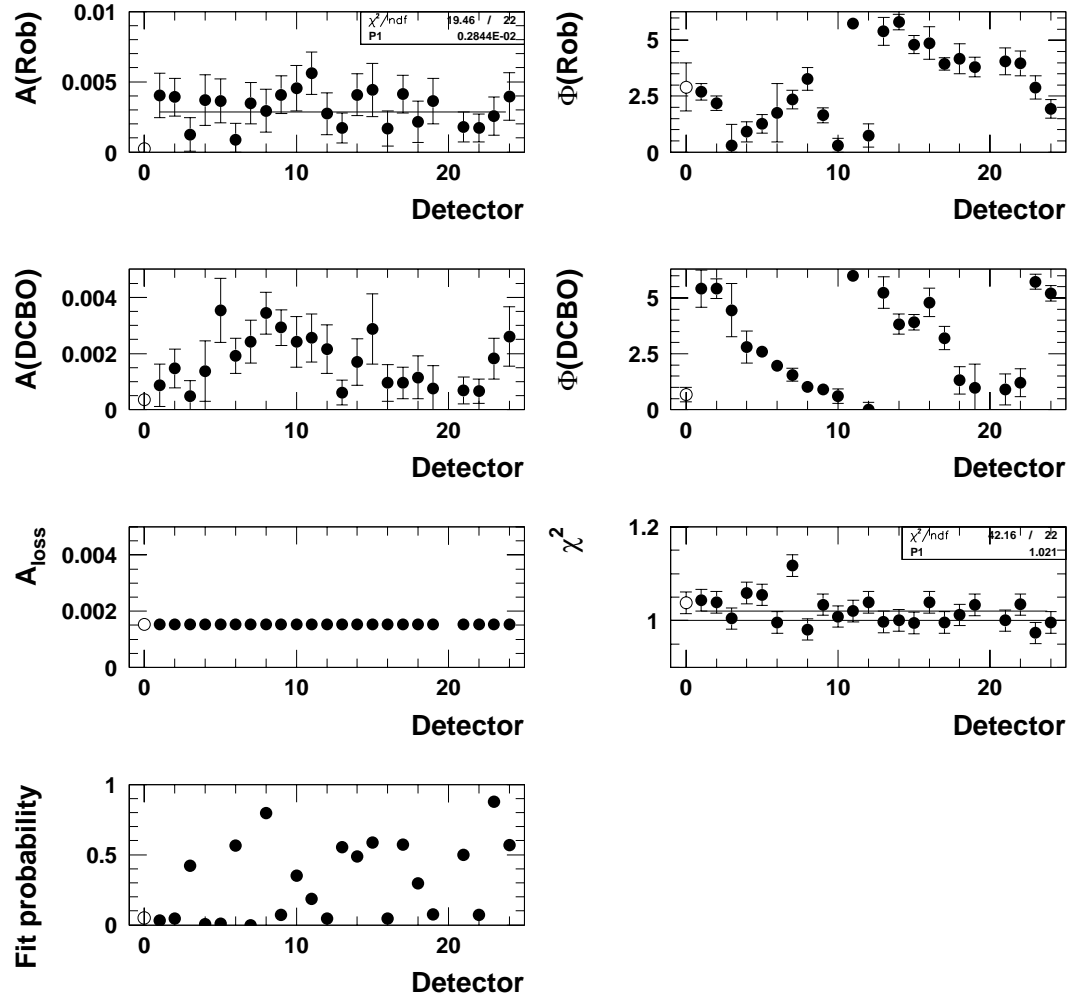 A(Rob)
0.01
0.005
0
χ²/ndf 19.46 / 22
P1 0.2844E-02
0 10 20
Detector
Φ(Rob)
5
2.5
0
0 10 20
Detector
A(DCBO)
0.004
0.002
0
0 10 20
Detector
Φ(DCBO)
5
2.5
0
0 10 20
Detector
A_loss
0.004
0.002
0
0 10 20
Detector
χ²
1.2
1
χ²/ndf 42.16 / 22
P1 1.021
0 10 20
Detector
Fit probability
1
0.5
0
0 10 20
Detector